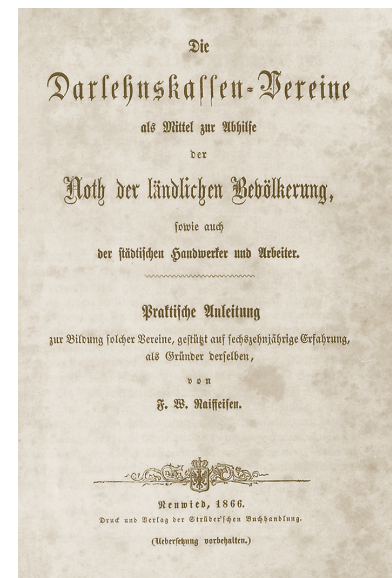 Die
Darlehnskassen-Vereine
als Mittel zur Abhilfe
der
Noth der ländlichen Bevölkerung,
sowie auch
der städtischen Handwerker und Arbeiter.
Praktische Anleitung
zur Bildung solcher Vereine, gestützt auf sechszehnjährige Erfahrung,
als Gründer derselben,
von
F. W. Raiffeisen.
Neuwied, 1866.
Druck und Verlag der Strüder'schen Buchhandlung.
(Uebersetzung vorbehalten.)